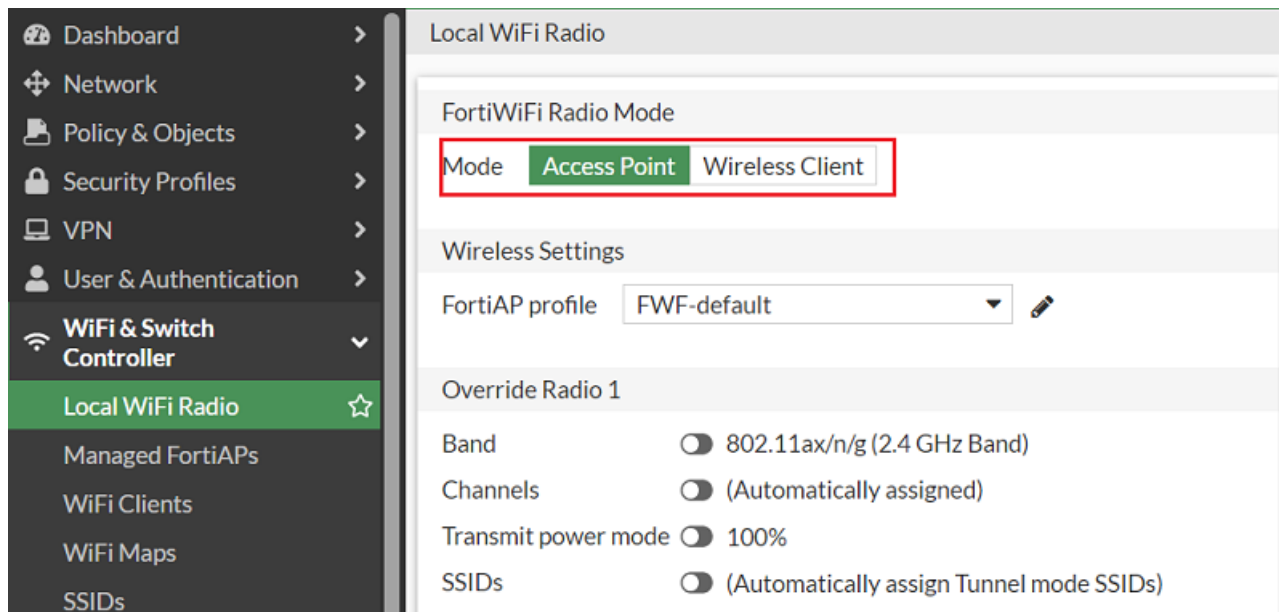 Dashboard
Network
Policy & Objects
Security Profiles
VPN
User & Authentication
WiFi & Switch
Controller
Local WiFi Radio
Managed FortiAPs
WiFi Clients
WiFi Maps
SSIDs
Local WiFi Radio
FortiWiFi Radio Mode
Mode Access Point Wireless Client
Wireless Settings
FortiAP profile FWF-default
Override Radio 1
Band 802.11ax/n/g (2.4 GHz Band)
Channels (Automatically assigned)
Transmit power mode 100%
SSIDs (Automatically assign Tunnel mode SSIDs)